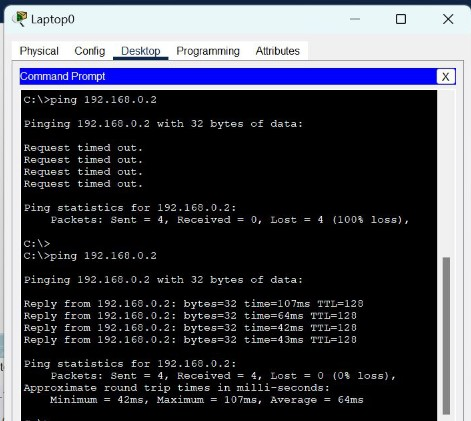 Laptop0
Physical Config Desktop Programming Attributes
Command Prompt X
C:\>ping 192.168.0.2
Pinging 192.168.0.2 with 32 bytes of data:
Request timed out.
Request timed out.
Request timed out.
Request timed out.
Ping statistics for 192.168.0.2:
Packets: Sent = 4, Received = 0, Lost = 4 (100% loss),
C:\>
C:\>ping 192.168.0.2
Pinging 192.168.0.2 with 32 bytes of data:
Reply from 192.168.0.2: bytes=32 time=107ms TTL=128
Reply from 192.168.0.2: bytes=32 time=64ms TTL=128
Reply from 192.168.0.2: bytes=32 time=42ms TTL=128
Reply from 192.168.0.2: bytes=32 time=43ms TTL=128
Ping statistics for 192.168.0.2:
Packets: Sent = 4, Received = 4, Lost = 0 (0% loss),
Approximate round trip times in milli-seconds:
Minimum = 42ms, Maximum = 107ms, Average = 64ms